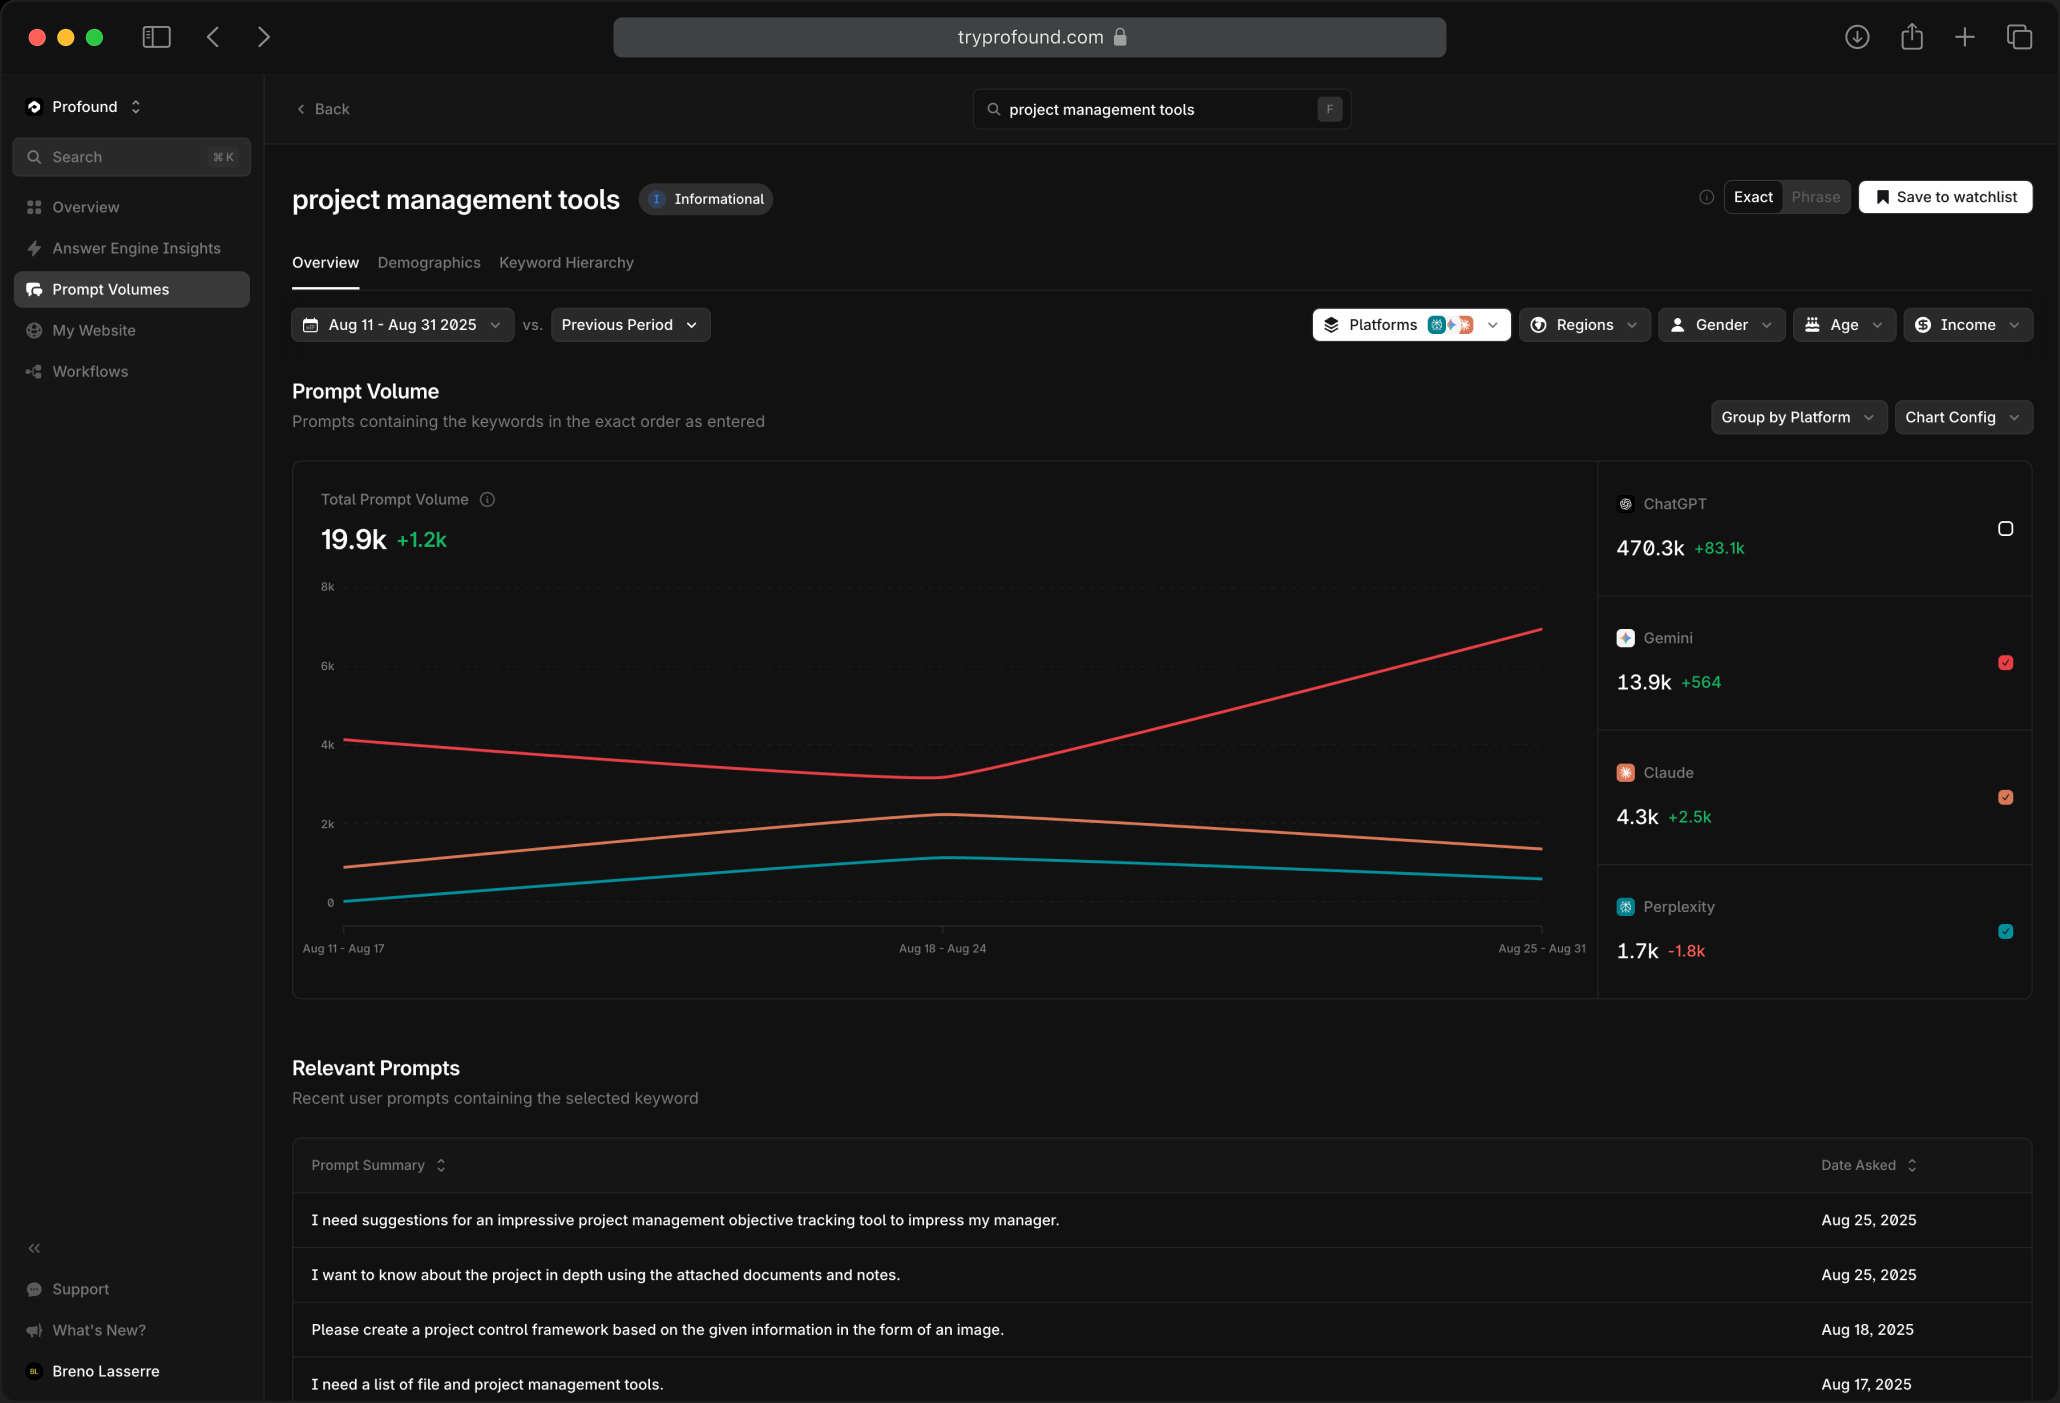 tryprofound.com
Profound
Search ⌘ K
Overview
Answer Engine Insights
Prompt Volumes
My Website
Workflows
Back
project management tools F
project management tools
I Informational
Exact Phrase
Save to watchlist
Overview Demographics Keyword Hierarchy
Aug 11 - Aug 31 2025 vs. Previous Period
Platforms
Regions
Gender
Age
Income
Prompt Volume
Prompts containing the keywords in the exact order as entered
Group by Platform
Chart Config
Total Prompt Volume
19.9k +1.2k
8k
6k
4k
2k
0
Aug 11 - Aug 17
Aug 18 - Aug 24
Aug 25 - Aug 31
ChatGPT
470.3k +83.1k
Gemini
13.9k +564
Claude
4.3k +2.5k
Perplexity
1.7k -1.8k
Relevant Prompts
Recent user prompts containing the selected keyword
Prompt Summary Date Asked
I need suggestions for an impressive project management objective tracking tool to impress my manager. Aug 25, 2025
I want to know about the project in depth using the attached documents and notes. Aug 25, 2025
Please create a project control framework based on the given information in the form of an image. Aug 18, 2025
I need a list of file and project management tools. Aug 17, 2025
Support
What's New?
BL Breno Lasserre